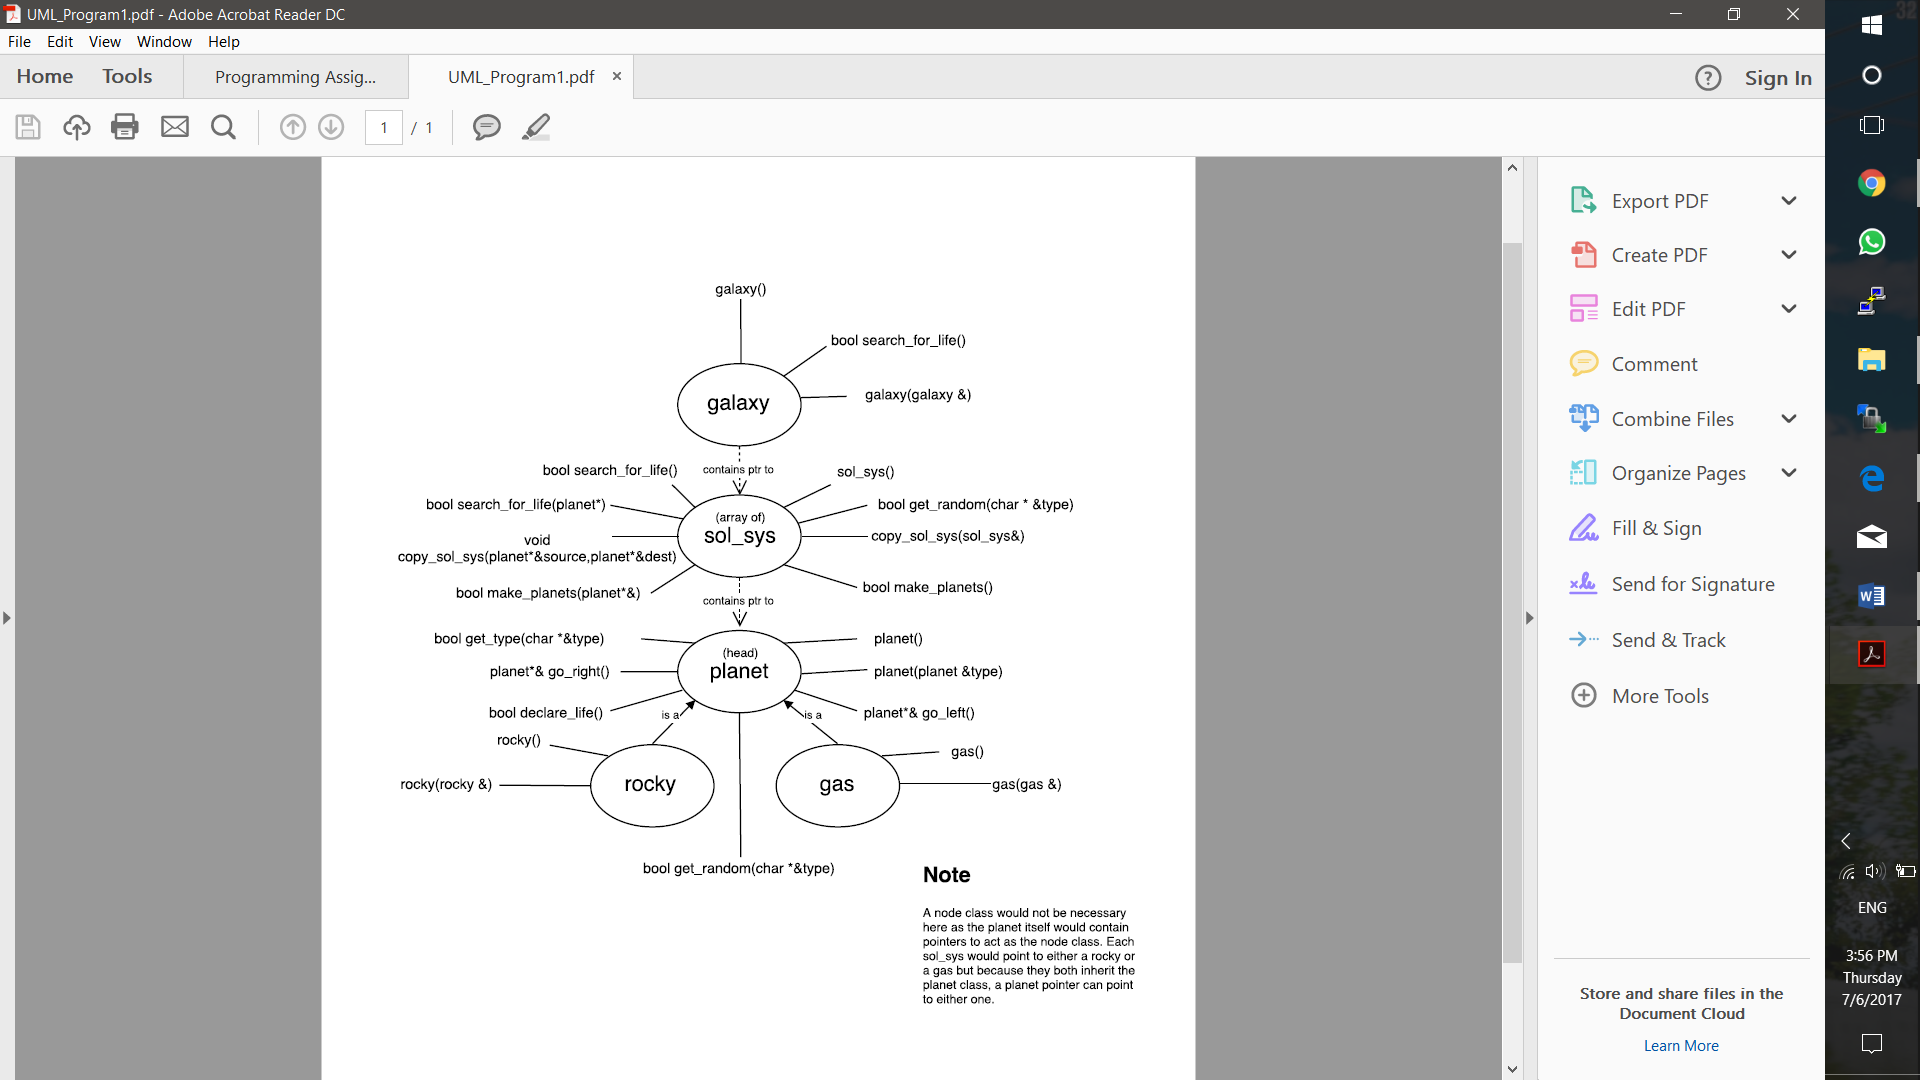 UML_Program1.pdf - Adobe Acrobat Reader DC
File Edit View Window Help
Home Tools Programming Assig... UML_Program1.pdf × ? Sign In
1 / 1
galaxy()
bool search_for_life()
galaxy
galaxy(galaxy &)
contains ptr to
bool search_for_life()
sol_sys()
bool search_for_life(planet*)
bool get_random(char * &type)
(array of)
sol_sys
void
copy_sol_sys(planet*&source,planet*&dest)
copy_sol_sys(sol_sys&)
bool make_planets(planet*&)
bool make_planets()
contains ptr to
bool get_type(char *&type)
planet()
(head)
planet
planet*& go_right()
planet(planet &type)
bool declare_life()
is a
is a
planet*& go_left()
rocky()
gas()
rocky(rocky &)
rocky
gas
gas(gas &)
bool get_random(char *&type)
Note
A node class would not be necessary
here as the planet itself would contain
pointers to act as the node class. Each
sol_sys would point to either a rocky or
a gas but because they both inherit the
planet class, a planet pointer can point
to either one.
Export PDF
Create PDF
Edit PDF
Comment
Combine Files
Organize Pages
Fill & Sign
Send for Signature
Send & Track
More Tools
Store and share files in the
Document Cloud
Learn More
32
ENG
3:56 PM
Thursday
7/6/2017